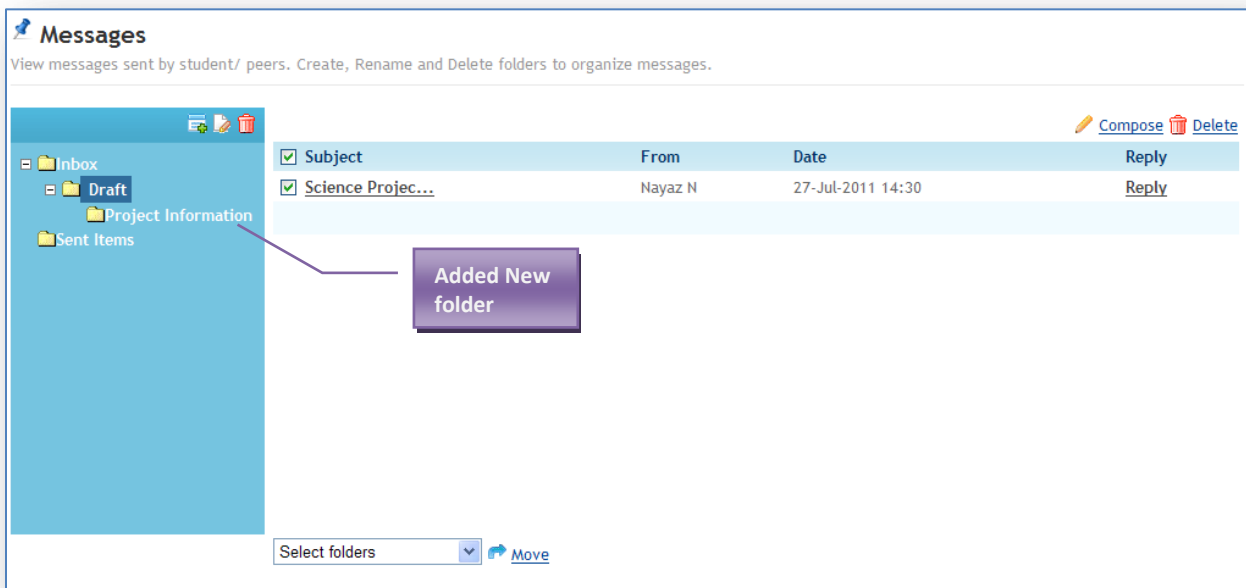 Messages
View messages sent by student/ peers. Create, Rename and Delete folders to organize messages.
Compose Delete
Inbox
Draft
Project Information
Sent Items
Subject From Date Reply
Science Projec... Nayaz N 27-Jul-2011 14:30 Reply
Added New
folder
Select folders Move